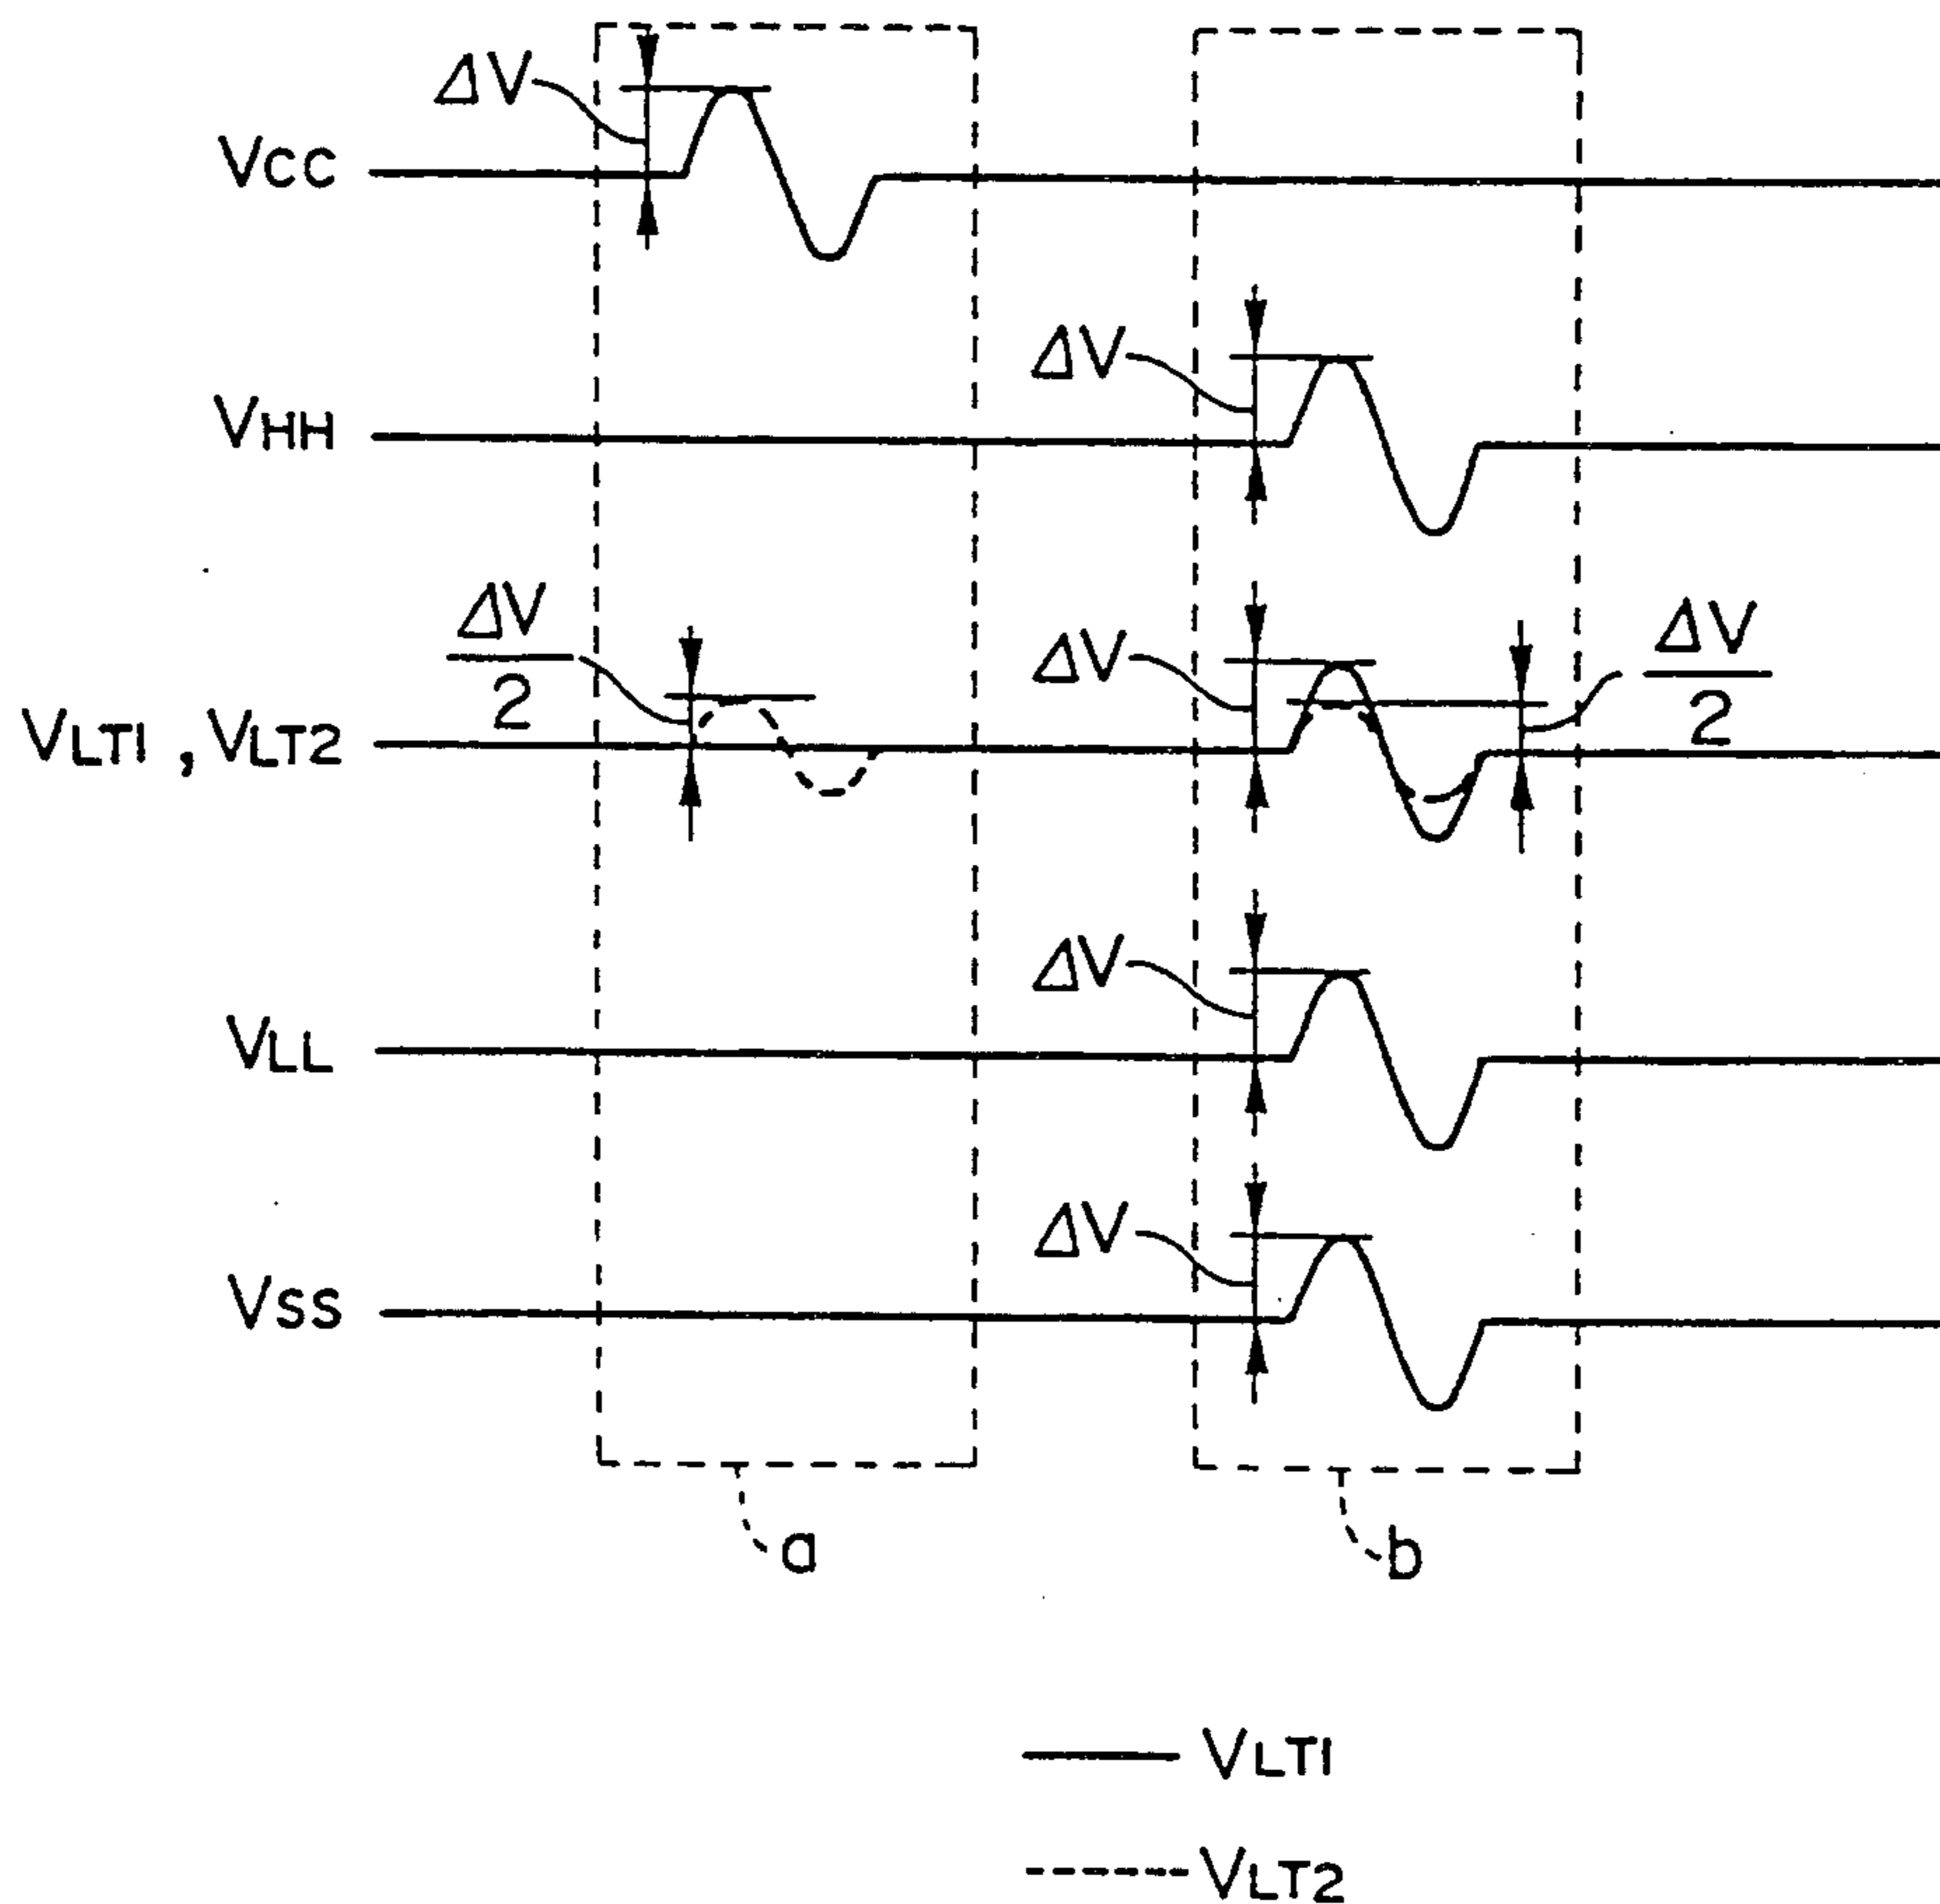 ΔV
VCC
ΔV
VHH
ΔV/2
ΔV
ΔV/2
VLT1, VLT2
ΔV
VLL
ΔV
VSS
a
b
VLT1
VLT2